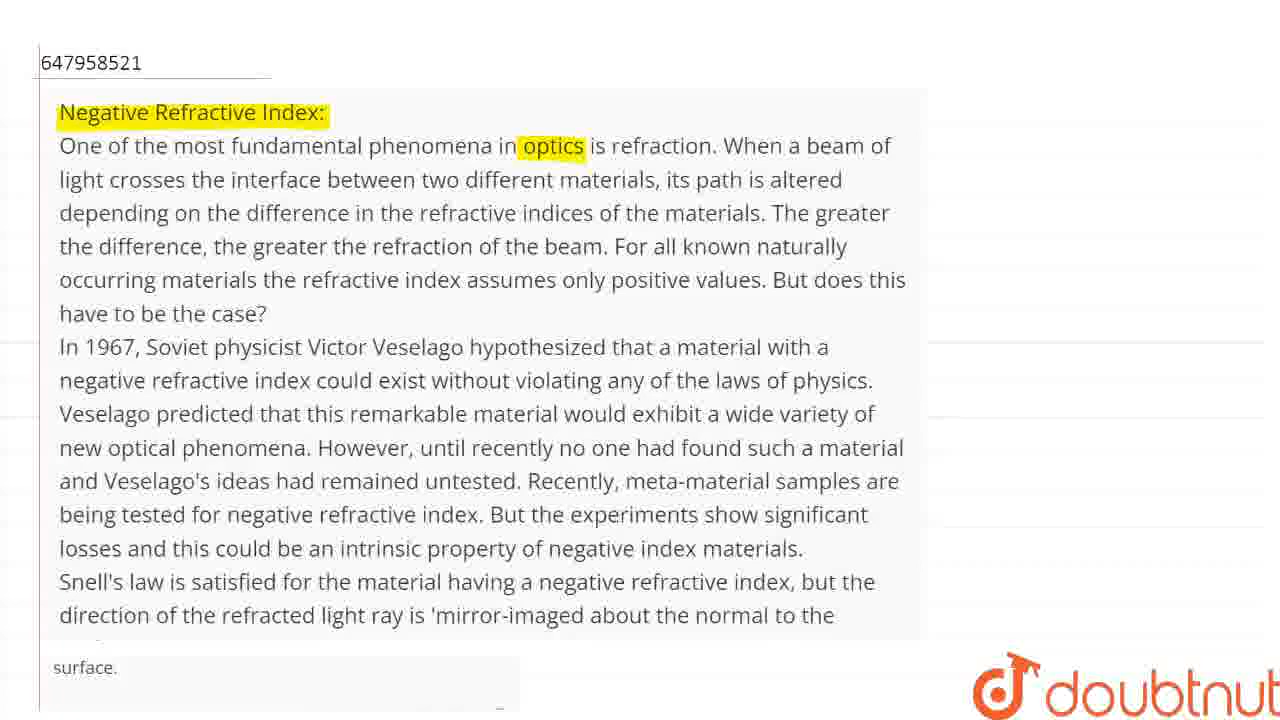 647958521
Negative Refractive Index:
One of the most fundamental phenomena in optics is refraction. When a beam of
light crosses the interface between two different materials, its path is altered
depending on the difference in the refractive indices of the materials. The greater
the difference, the greater the refraction of the beam. For all known naturally
occurring materials the refractive index assumes only positive values. But does this
have to be the case?
In 1967, Soviet physicist Victor Veselago hypothesized that a material with a
negative refractive index could exist without violating any of the laws of physics.
Veselago predicted that this remarkable material would exhibit a wide variety of
new optical phenomena. However, until recently no one had found such a material
and Veselago's ideas had remained untested. Recently, meta-material samples are
being tested for negative refractive index. But the experiments show significant
losses and this could be an intrinsic property of negative index materials.
Snell's law is satisfied for the material having a negative refractive index, but the
direction of the refracted light ray is 'mirror-imaged about the normal to the
surface.
doubtnut